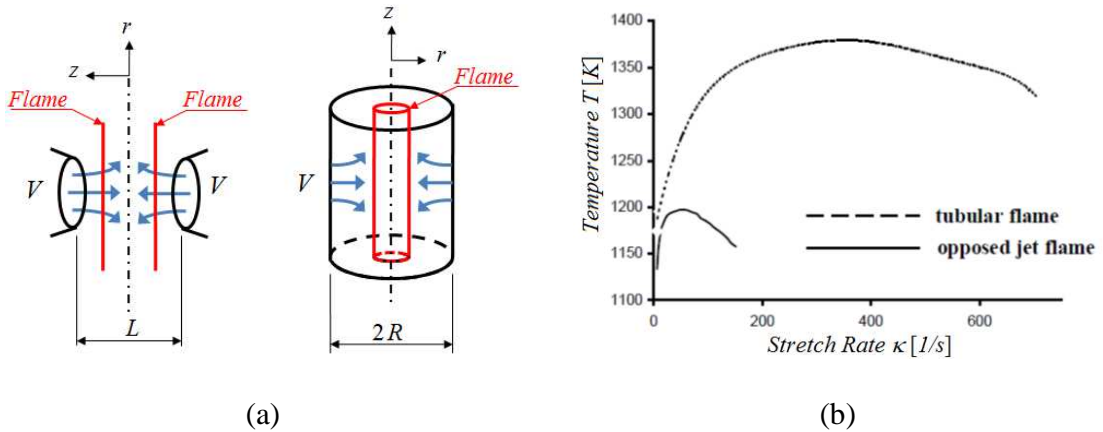 r
z
Flame
Flame
V
V
L
z
r
Flame
V
2 R
(a)
Temperature T [K]
1400
1350
1300
1250
1200
1150
1100
0
200
400
600
tubular flame
opposed jet flame
Stretch Rate κ [1/s]
(b)